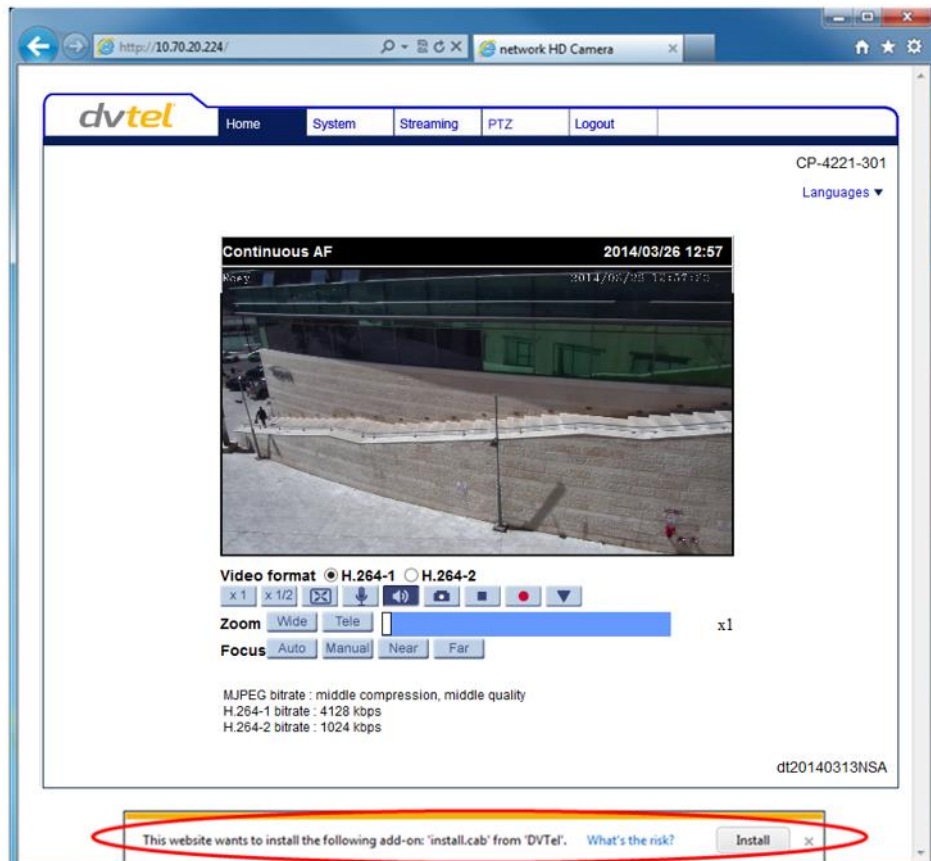 http://10.70.20.224/
network HD Camera
dvtel
Home System Streaming PTZ Logout
CP-4221-301
Languages ▼
Continuous AF 2014/03/26 12:57
Roey
Video format H.264-1 H.264-2
x 1 x 1/2
Zoom Wide Tele x1
Focus Auto Manual Near Far
MJPEG bitrate : middle compression, middle quality
H.264-1 bitrate : 4128 kbps
H.264-2 bitrate : 1024 kbps
dt20140313NSA
This website wants to install the following add-on: 'install.cab' from 'DVTel'. What's the risk? Install